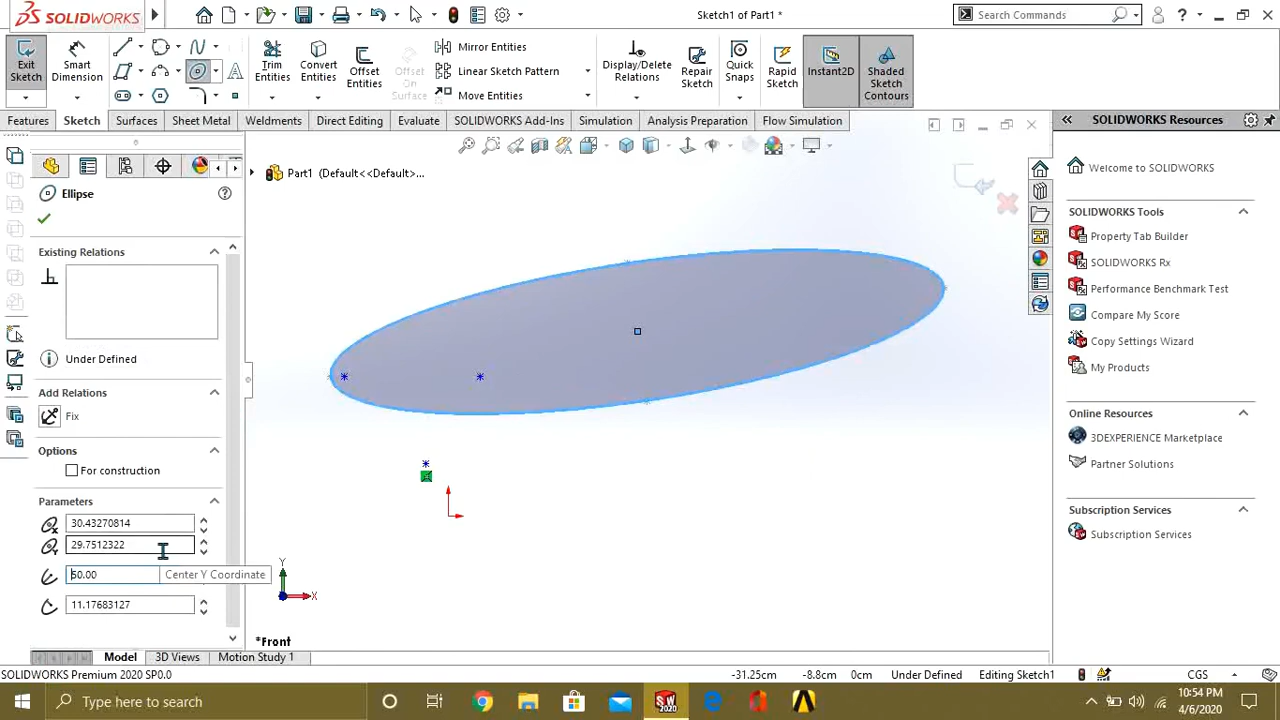 SOLIDWORKS
Sketch1 of Part1 *
Search Commands
Exit Sketch
Smart Dimension
Trim Entities
Convert Entities
Offset Entities
Offset On Surface
Mirror Entities
Linear Sketch Pattern
Move Entities
Display/Delete Relations
Repair Sketch
Quick Snaps
Rapid Sketch
Instant2D
Shaded Sketch Contours
Features
Sketch
Surfaces
Sheet Metal
Weldments
Direct Editing
Evaluate
SOLIDWORKS Add-Ins
Simulation
Analysis Preparation
Flow Simulation
SOLIDWORKS Resources
Part1 (Default<<Default>...
Ellipse
Existing Relations
Under Defined
Add Relations
Fix
Options
For construction
Parameters
30.43270814
29.7512322
50.00
Center Y Coordinate
11.17683127
Y
X
*Front
Welcome to SOLIDWORKS
SOLIDWORKS Tools
Property Tab Builder
SOLIDWORKS Rx
Performance Benchmark Test
Compare My Score
Copy Settings Wizard
My Products
Online Resources
3DEXPERIENCE Marketplace
Partner Solutions
Subscription Services
Subscription Services
Model
3D Views
Motion Study 1
SOLIDWORKS Premium 2020 SP0.0
-31.25cm
-8.8cm
0cm
Under Defined
Editing Sketch1
CGS
Type here to search
10:54 PM
4/6/2020